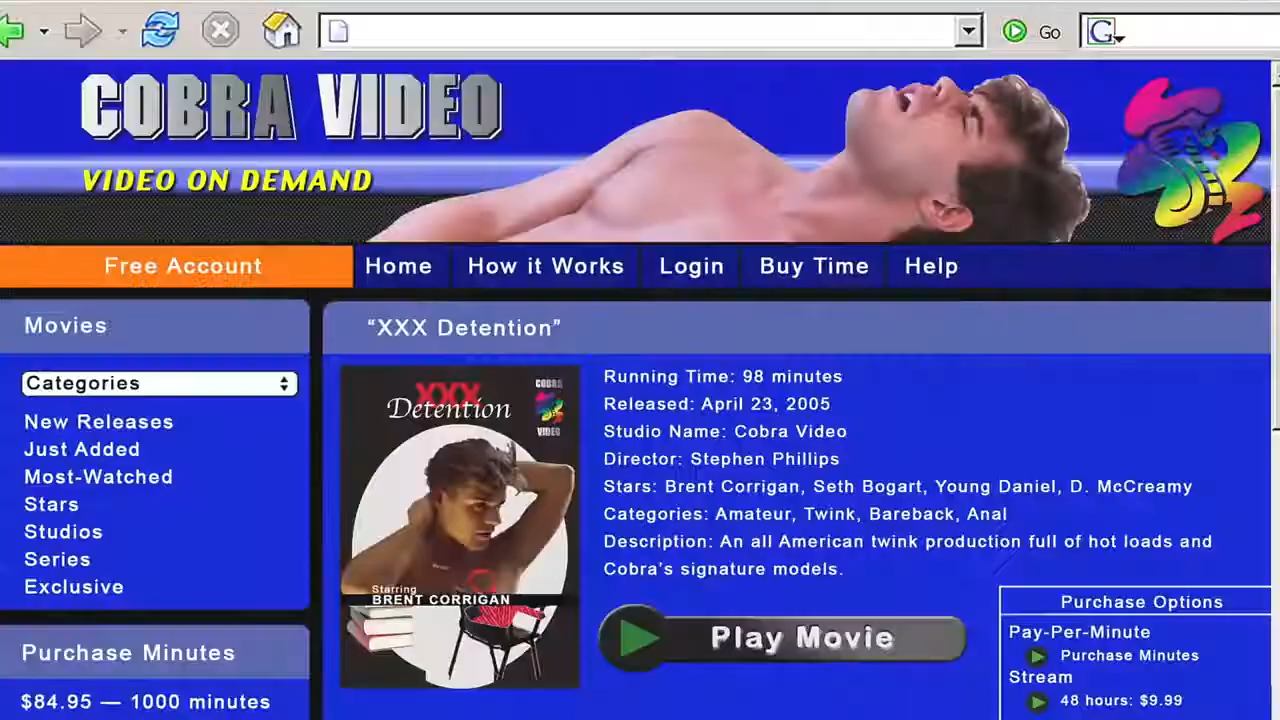 Go
G
COBRA VIDEO
VIDEO ON DEMAND
Free Account
Home
How it Works
Login
Buy Time
Help
Movies
Categories
New Releases
Just Added
Most-Watched
Stars
Studios
Series
Exclusive
Purchase Minutes
$84.95 — 1000 minutes
“XXX Detention”
XXX
Detention
COBRA
VIDEO
Starring
BRENT CORRIGAN
Running Time: 98 minutes
Released: April 23, 2005
Studio Name: Cobra Video
Director: Stephen Phillips
Stars: Brent Corrigan, Seth Bogart, Young Daniel, D. McCreamy
Categories: Amateur, Twink, Bareback, Anal
Description: An all American twink production full of hot loads and
Cobra's signature models.
Play Movie
Purchase Options
Pay-Per-Minute
Purchase Minutes
Stream
48 hours: $9.99